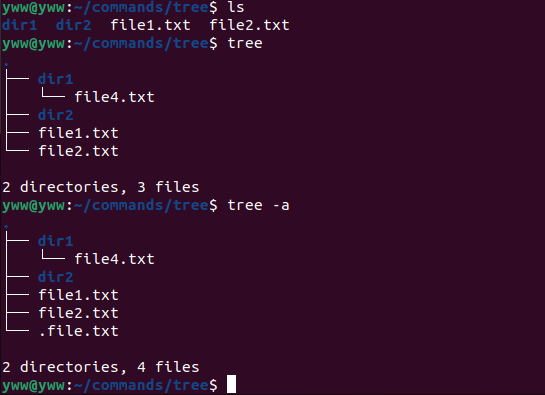 yww@yww:~/commands/tree$ ls
dir1  dir2  file1.txt  file2.txt
yww@yww:~/commands/tree$ tree
.
├── dir1
│   └── file4.txt
├── dir2
├── file1.txt
└── file2.txt
2 directories, 3 files
yww@yww:~/commands/tree$ tree -a
.
├── dir1
│   └── file4.txt
├── dir2
├── file1.txt
├── file2.txt
└── .file.txt
2 directories, 4 files
yww@yww:~/commands/tree$